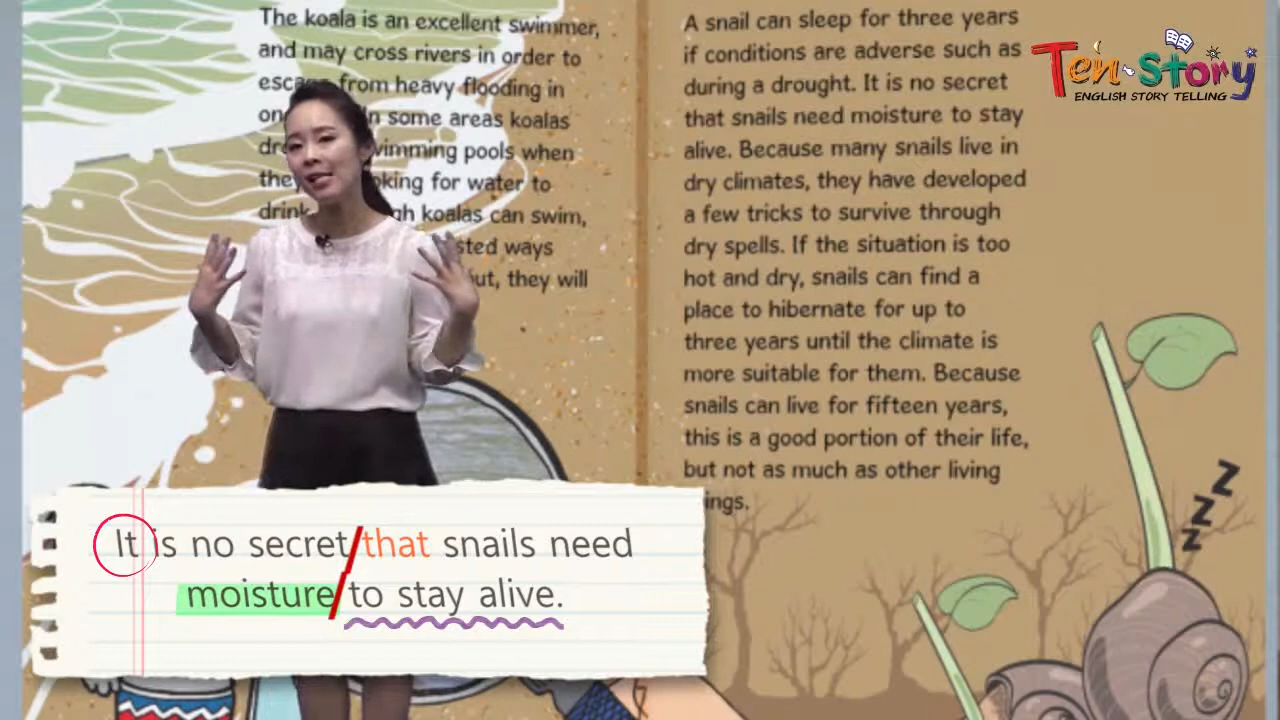 The koala is an excellent swimmer,
and may cross rivers in order to
from heavy flooding in
in some areas koalas
swimming pools when
looking for water to
drink. koalas can swim,
ways
out, they will
A snail can sleep for three years
if conditions are adverse such as
during a drought. It is no secret
that snails need moisture to stay
alive. Because many snails live in
dry climates, they have developed
a few tricks to survive through
dry spells. If the situation is too
hot and dry, snails can find a
place to hibernate for up to
three years until the climate is
more suitable for them. Because
snails can live for fifteen years,
this is a good portion of their life,
but not as much as other living
Ten Story
ENGLISH STORY TELLING
Z
Z
Z
It is no secret/that snails need
moisture/to stay alive.